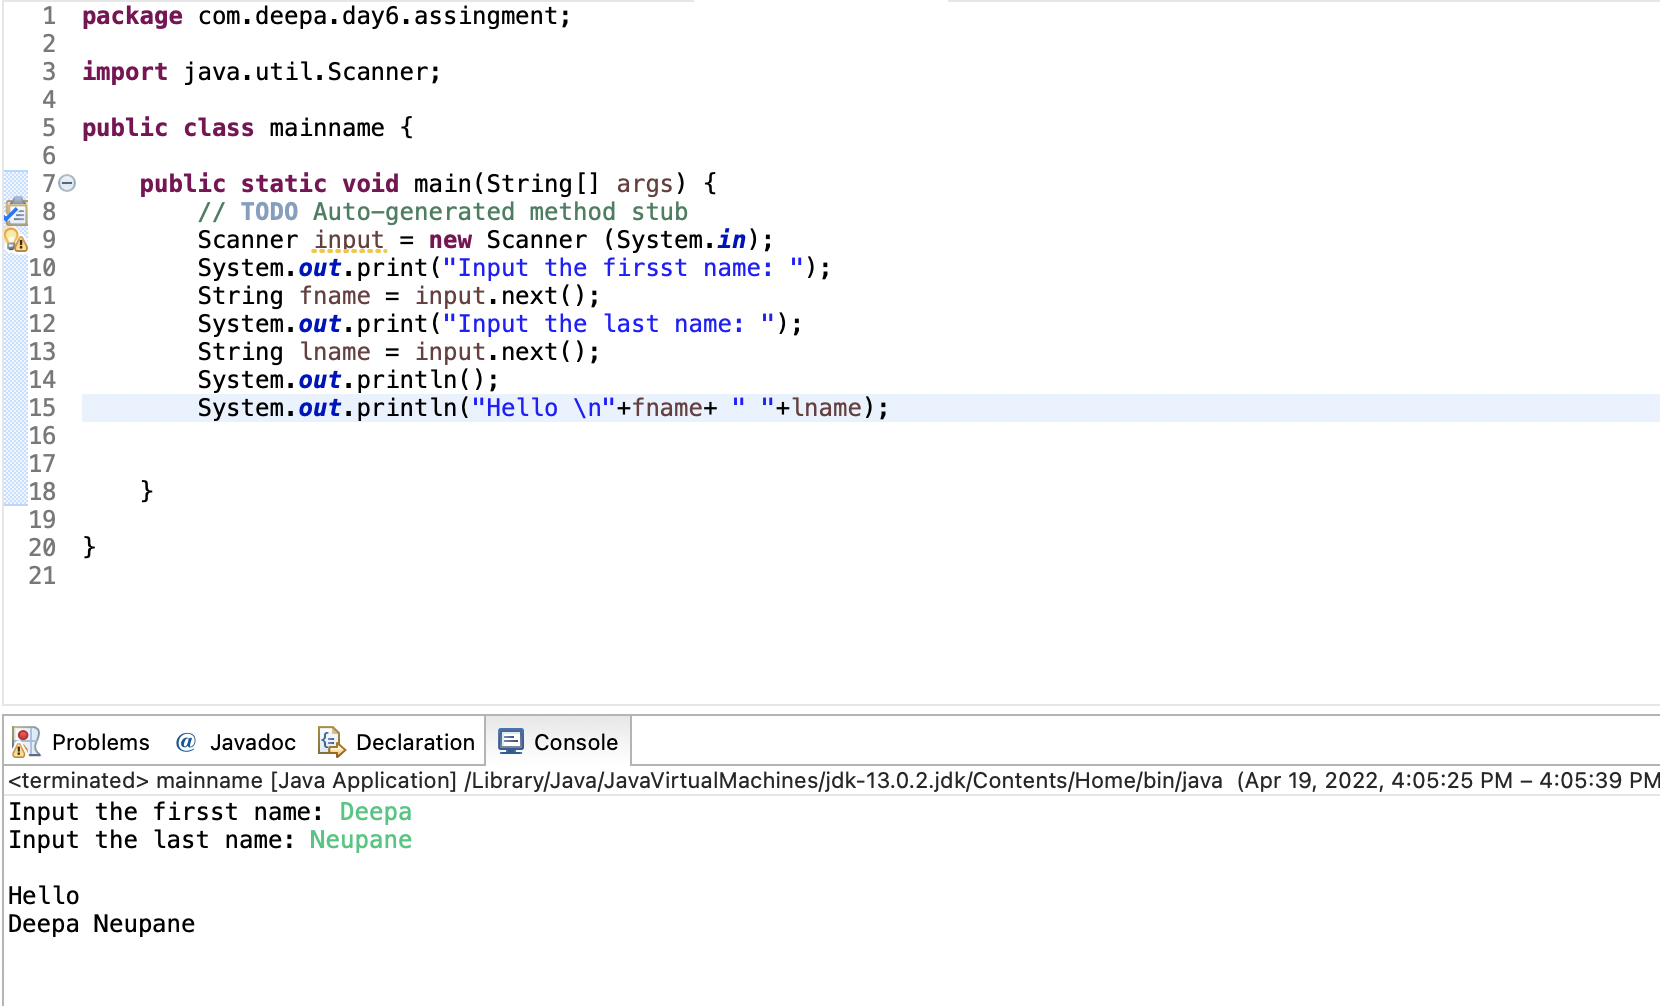 1 package com.deepa.day6.assingment;
2
3 import java.util.Scanner;
4
5 public class mainname {
6
7 public static void main(String[] args) {
8 // TODO Auto-generated method stub
9 Scanner input = new Scanner (System.in);
10 System.out.print("Input the firsst name: ");
11 String fname = input.next();
12 System.out.print("Input the last name: ");
13 String lname = input.next();
14 System.out.println();
15 System.out.println("Hello \n"+fname+ " "+lname);
16
17
18 }
19
20 }
21
Problems @ Javadoc Declaration Console
<terminated> mainname [Java Application] /Library/Java/JavaVirtualMachines/jdk-13.0.2.jdk/Contents/Home/bin/java (Apr 19, 2022, 4:05:25 PM – 4:05:39 PM
Input the firsst name: Deepa
Input the last name: Neupane
Hello
Deepa Neupane